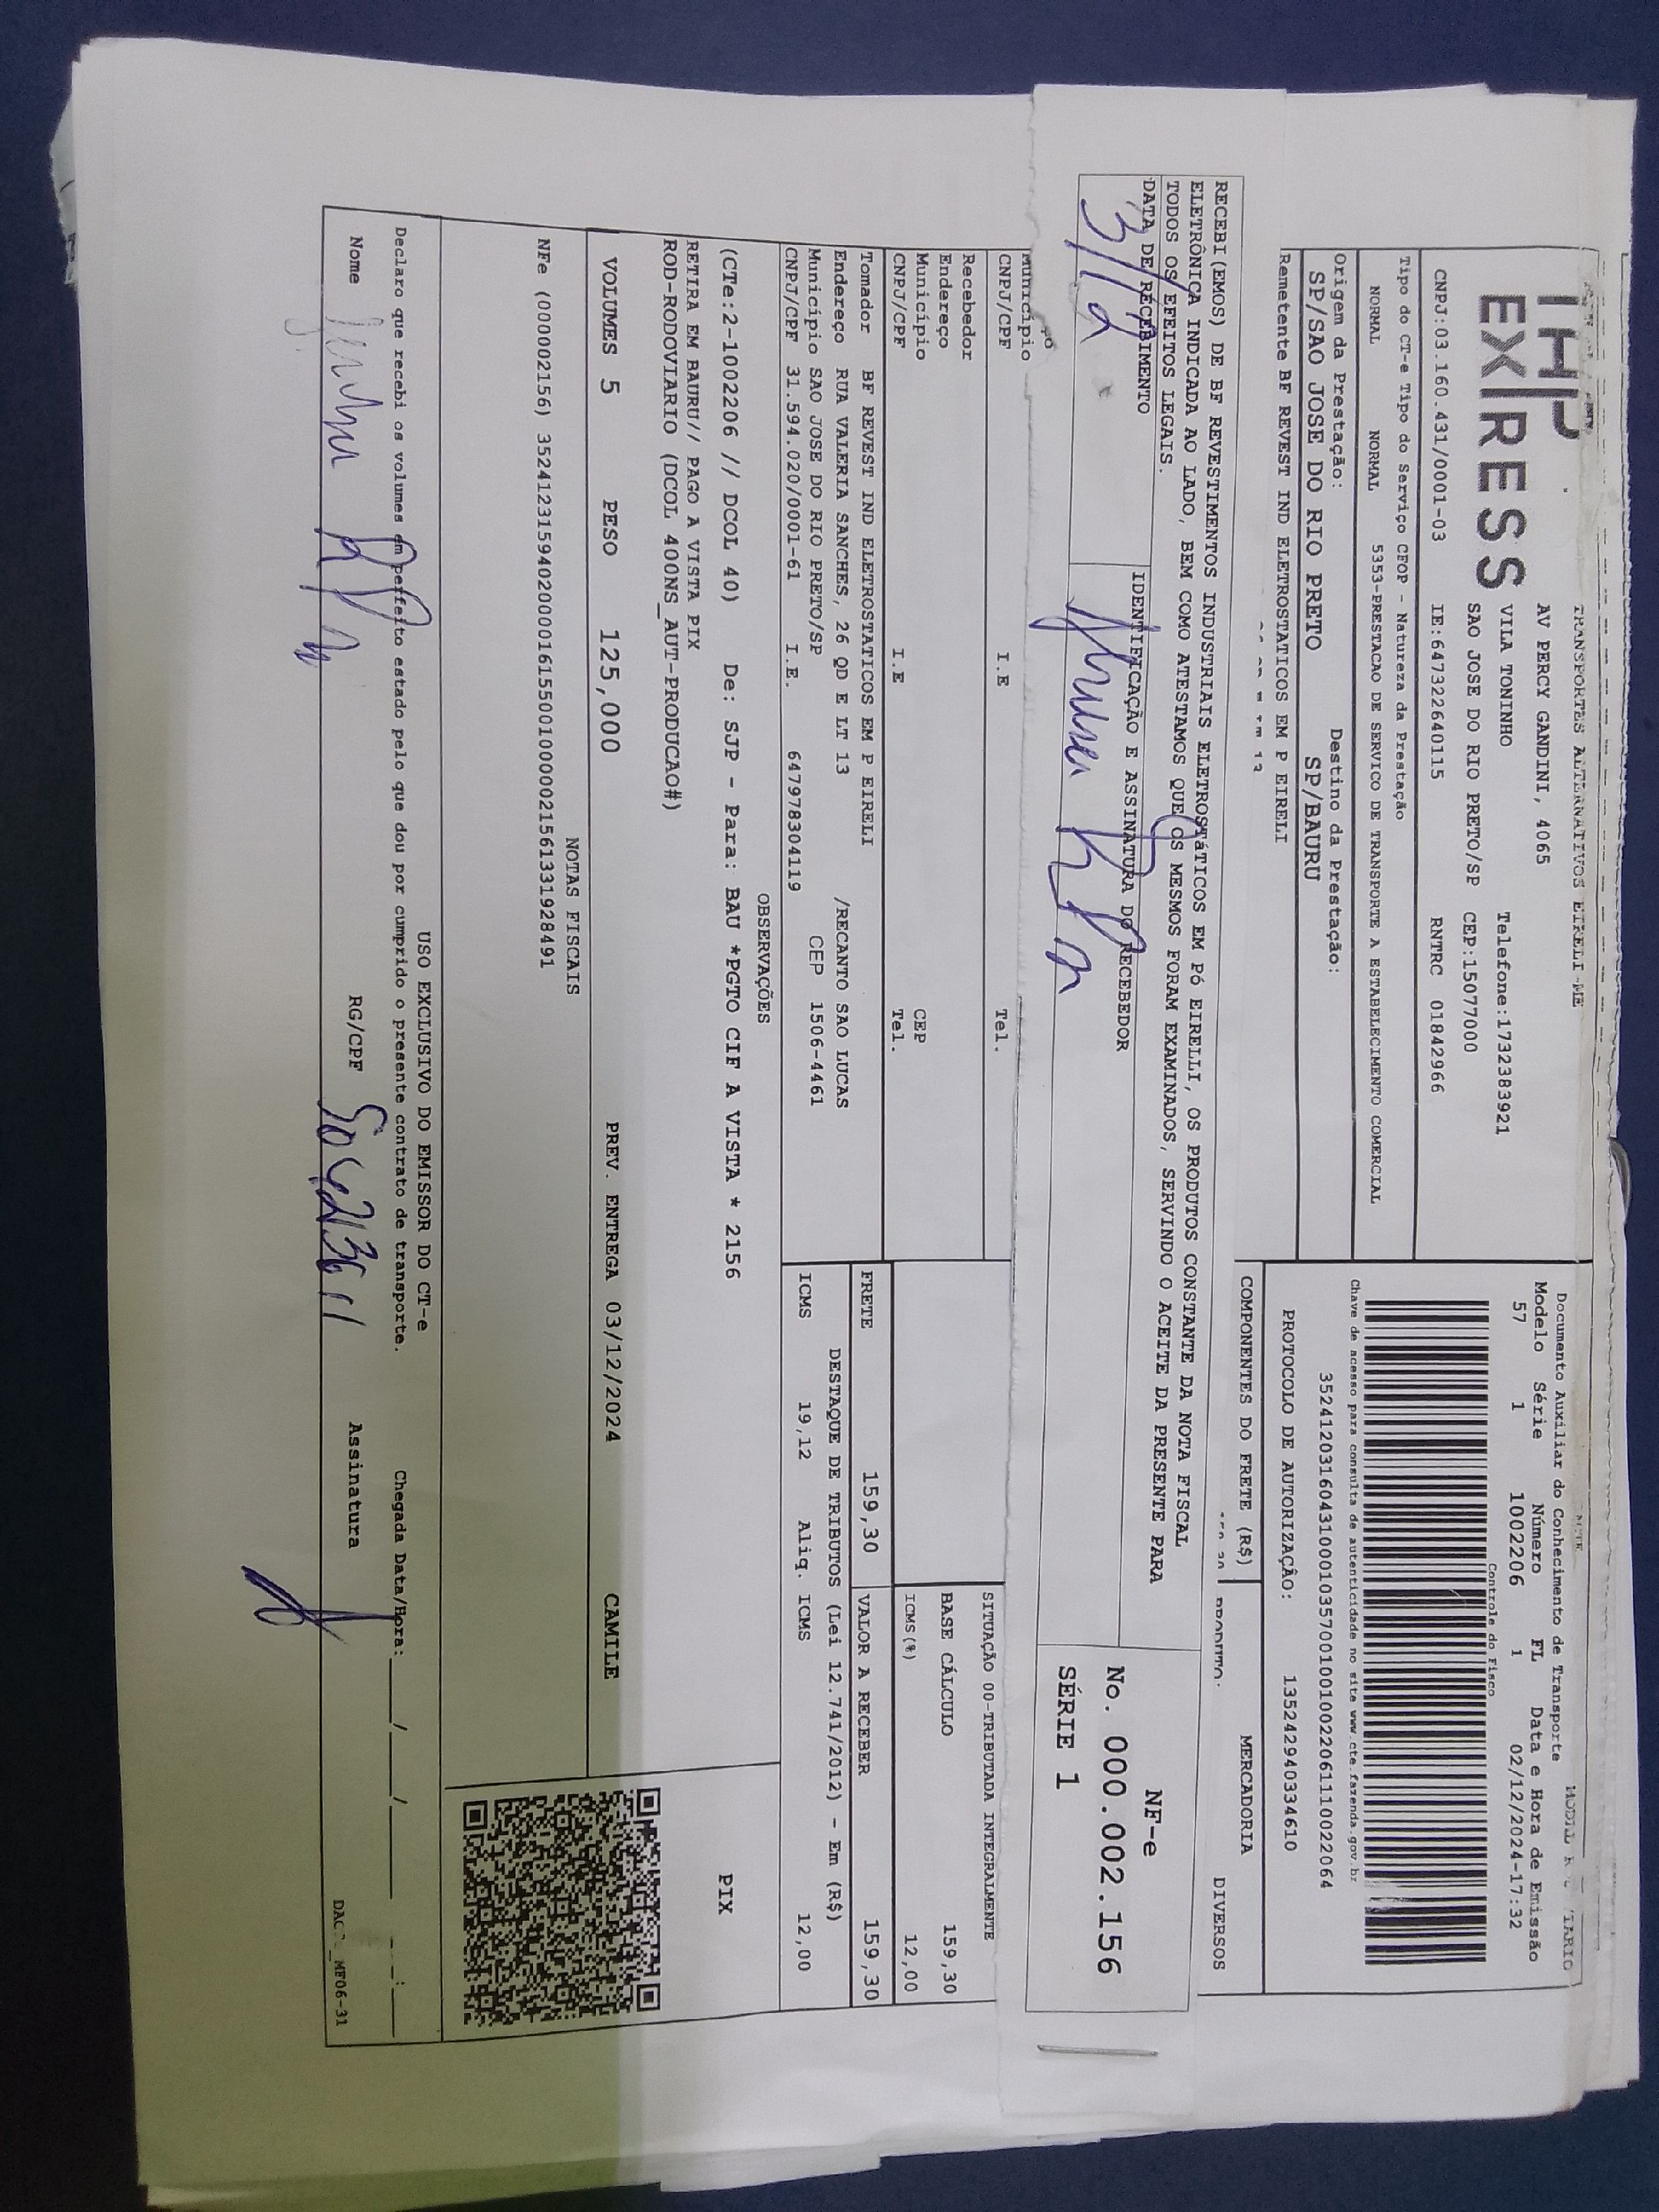 EXPRESS
TRANSPORTES ALTERNATIVOS EIRELI-ME
AV PERCY GANDINI, 4065
VILA TONINHO
Telefone:1732383921
SAO JOSE DO RIO PRETO/SP
CEP:15077000
CNPJ:03.160.431/0001-03
IE:647322640115
RNTRC 01842966
Documento Auxiliar do Conhecimento de Transporte
Modelo Série Número FL Data e Hora de Emissão
57 1 1002206 1 02/12/2024-17:32
Controle do Fisco
Chave de acesso para consulta de autenticidade no site www.cte.fazenda.gov.br
35241203160431000103570010010022061110022064
PROTOCOLO DE AUTORIZAÇÃO: 135242940334610
Tipo do CT-e Tipo do Serviço CFOP - Natureza da Prestação
NORMAL NORMAL 5353-PRESTACAO DE SERVICO DE TRANSPORTE A ESTABELECIMENTO COMERCIAL
Origem da Prestação: Destino da Prestação:
SP/SAO JOSE DO RIO PRETO SP/BAURU
Remetente BF REVEST IND ELETROSTATICOS EM P EIRELI
COMPONENTES DO FRETE (R$) MERCADORIA
PRODUTO: DIVERSOS
RECEBI(EMOS) DE BF REVESTIMENTOS INDUSTRIAIS ELETROSTáTICOS EM Pó EIRELLI, OS PRODUTOS CONSTANTE DA NOTA FISCAL
ELETRÔNICA INDICADA AO LADO, BEM COMO ATESTAMOS QUE OS MESMOS FORAM EXAMINADOS, SERVINDO O ACEITE DA PRESENTE PARA
TODOS OS EFEITOS LEGAIS.
DATA DE RECEBIMENTO
IDENTIFICAÇÃO E ASSINATURA DO RECEBEDOR
3/12
NF-e
No. 000.002.156
SÉRIE 1
Município
CNPJ/CPF I.E Tel.
Recebedor
Endereço
Município CEP
CNPJ/CPF I.E Tel.
SITUAÇÃO 00-TRIBUTADA INTEGRALMENTE
BASE CÁLCULO 159,30
ICMS(%) 12,00
Tomador BF REVEST IND ELETROSTATICOS EM P EIRELI
Endereço RUA VALERIA SANCHES, 26 QD E LT 13 /RECANTO SAO LUCAS
Município SAO JOSE DO RIO PRETO/SP CEP 1506-4461
CNPJ/CPF 31.594.020/0001-61 I.E. 647978304119
FRETE 159,30 VALOR A RECEBER 159,30
DESTAQUE DE TRIBUTOS (Lei 12.741/2012) - Em (R$)
ICMS 19,12 Aliq. ICMS 12,00
OBSERVAÇÕES
(CTe:2-1002206 // DCOL 40) De: SJP - Para: BAU *PGTO CIF A VISTA * 2156
PIX
RETIRA EM BAURU// PAGO A VISTA PIX
ROD-RODOVIARIO (DCOL 400NS_AUT-PRODUCAO#)
VOLUMES 5 PESO 125,000 PREV. ENTREGA 03/12/2024 CAMILE
NOTAS FISCAIS
NFe (000002156) 35241231594020000161550010000021561331928491
USO EXCLUSIVO DO EMISSOR DO CT-e
Declaro que recebi os volumes em perfeito estado pelo que dou por cumprido o presente contrato de transporte. Chegada Data/Hora: ____/____/____ __:__
Nome RG/CPF Assinatura
MF06-31